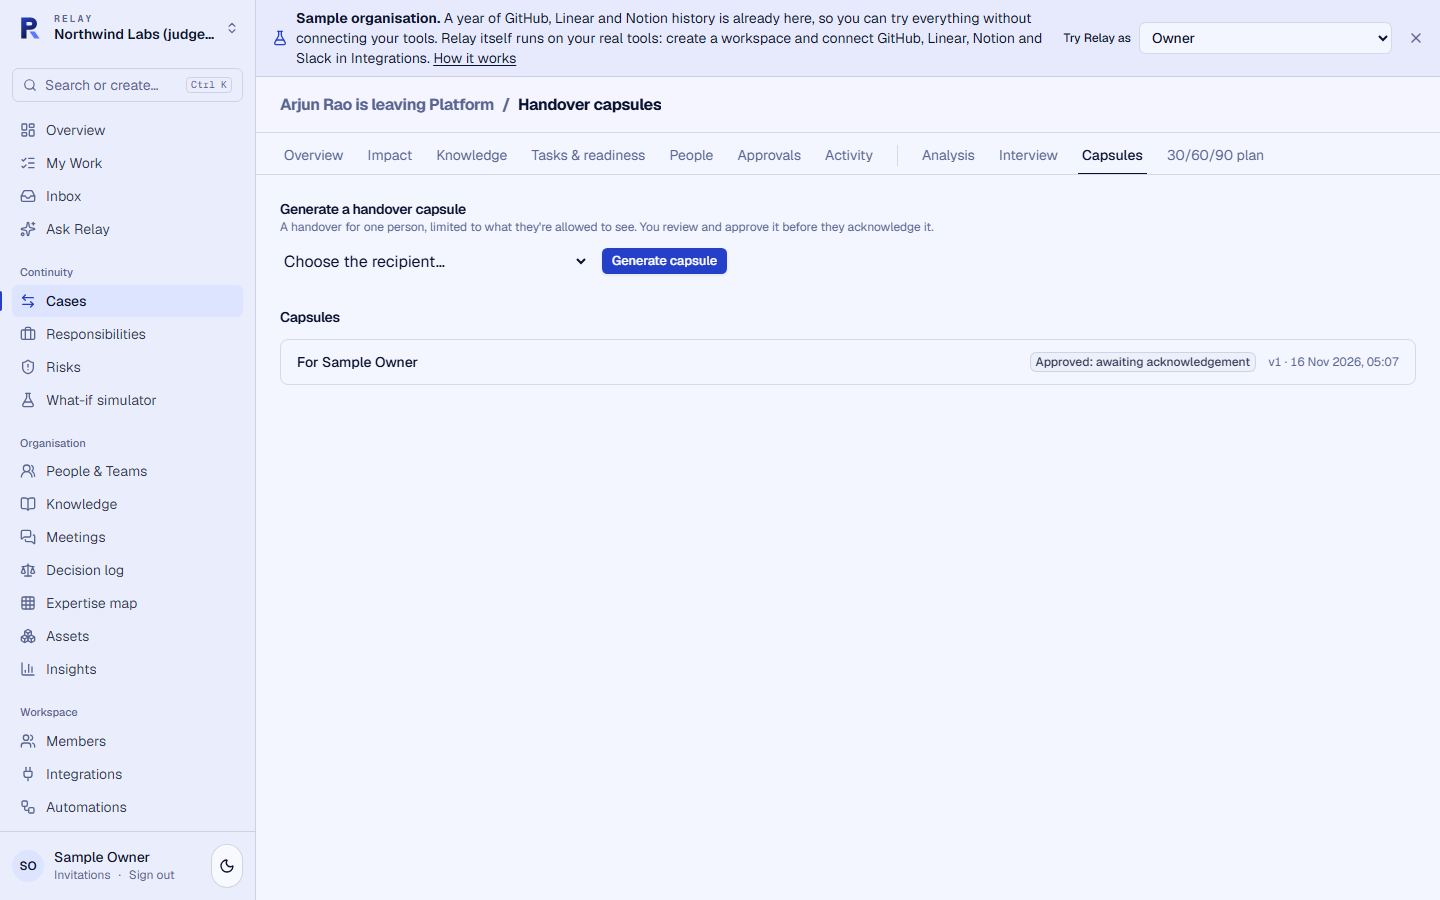 RELAY
Northwind Labs (judge...
Search or create...
Ctrl K
Overview
My Work
Inbox
Ask Relay
Continuity
Cases
Responsibilities
Risks
What-if simulator
Organisation
People & Teams
Knowledge
Meetings
Decision log
Expertise map
Assets
Insights
Workspace
Members
Integrations
Automations
SO
Sample Owner
Invitations · Sign out
Sample organisation. A year of GitHub, Linear and Notion history is already here, so you can try everything without
connecting your tools. Relay itself runs on your real tools: create a workspace and connect GitHub, Linear, Notion and
Slack in Integrations. How it works
Try Relay as
Owner
Arjun Rao is leaving Platform / Handover capsules
Overview Impact Knowledge Tasks & readiness People Approvals Activity Analysis Interview Capsules 30/60/90 plan
Generate a handover capsule
A handover for one person, limited to what they're allowed to see. You review and approve it before they acknowledge it.
Choose the recipient...
Generate capsule
Capsules
For Sample Owner
Approved: awaiting acknowledgement
v1 · 16 Nov 2026, 05:07